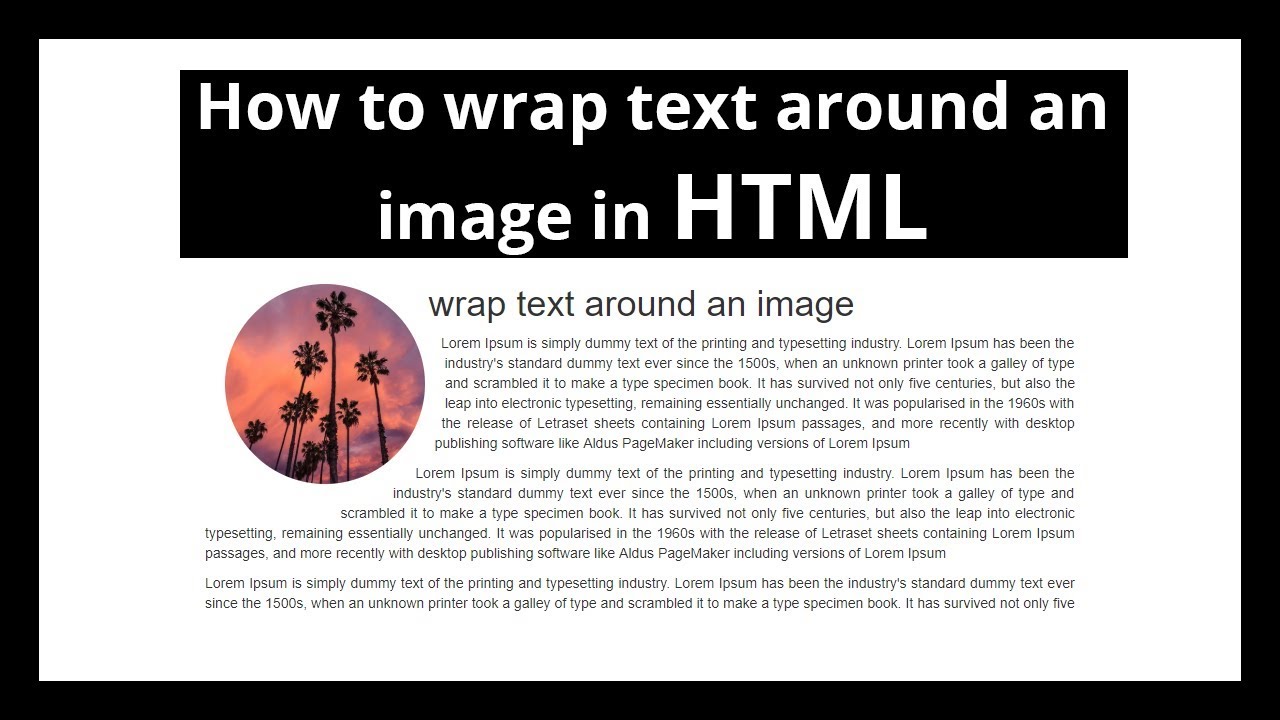 How to wrap text around an
image in HTML
wrap text around an image
Lorem Ipsum is simply dummy text of the printing and typesetting industry. Lorem Ipsum has been the
industry's standard dummy text ever since the 1500s, when an unknown printer took a galley of type
and scrambled it to make a type specimen book. It has survived not only five centuries, but also the
leap into electronic typesetting, remaining essentially unchanged. It was popularised in the 1960s with
the release of Letraset sheets containing Lorem Ipsum passages, and more recently with desktop
publishing software like Aldus PageMaker including versions of Lorem Ipsum
Lorem Ipsum is simply dummy text of the printing and typesetting industry. Lorem Ipsum has been the
industry's standard dummy text ever since the 1500s, when an unknown printer took a galley of type and
scrambled it to make a type specimen book. It has survived not only five centuries, but also the leap into electronic
typesetting, remaining essentially unchanged. It was popularised in the 1960s with the release of Letraset sheets containing Lorem Ipsum
passages, and more recently with desktop publishing software like Aldus PageMaker including versions of Lorem Ipsum
Lorem Ipsum is simply dummy text of the printing and typesetting industry. Lorem Ipsum has been the industry's standard dummy text ever
since the 1500s, when an unknown printer took a galley of type and scrambled it to make a type specimen book. It has survived not only five